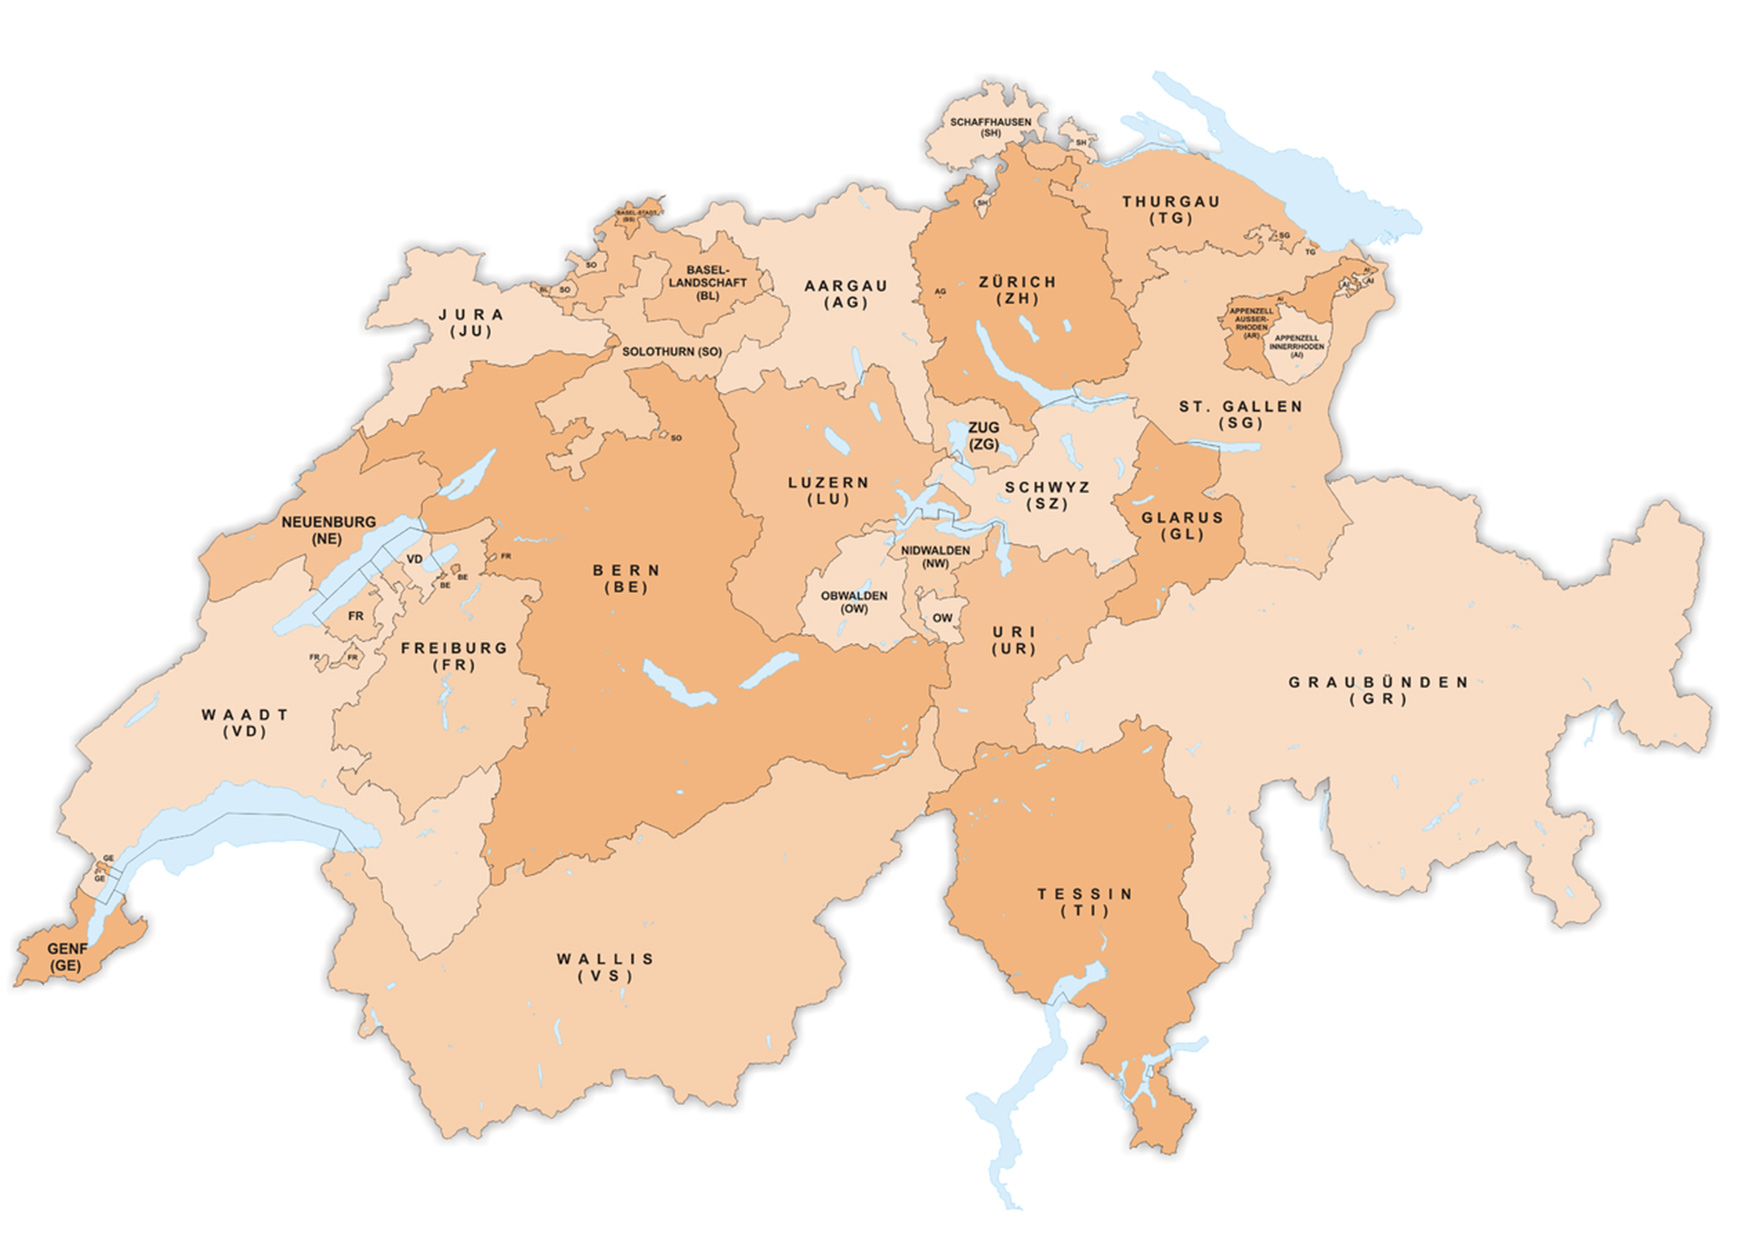 SCHAFFHAUSEN
(SH)
SH
SH
THURGAU
(TG)
SG
TG
BASEL-STADT
(BS)
SO
BL
SO
BASEL-
LANDSCHAFT
(BL)
AARGAU
(AG)
AG
ZÜRICH
(ZH)
AI
AI
AI
AI
APPENZELL
AUSSER-
RHODEN
(AR)
APPENZELL
INNERRHODEN
(AI)
JURA
(JU)
SOLOTHURN (SO)
SO
ST. GALLEN
(SG)
ZUG
(ZG)
LUZERN
(LU)
SCHWYZ
(SZ)
GLARUS
(GL)
NEUENBURG
(NE)
VD
FR
BE
BE
BERN
(BE)
NIDWALDEN
(NW)
OBWALDEN
(OW)
OW
URI
(UR)
FR
FR
FR
FREIBURG
(FR)
WAADT
(VD)
GRAUBÜNDEN
(GR)
GE
GE
GENF
(GE)
WALLIS
(VS)
TESSIN
(TI)